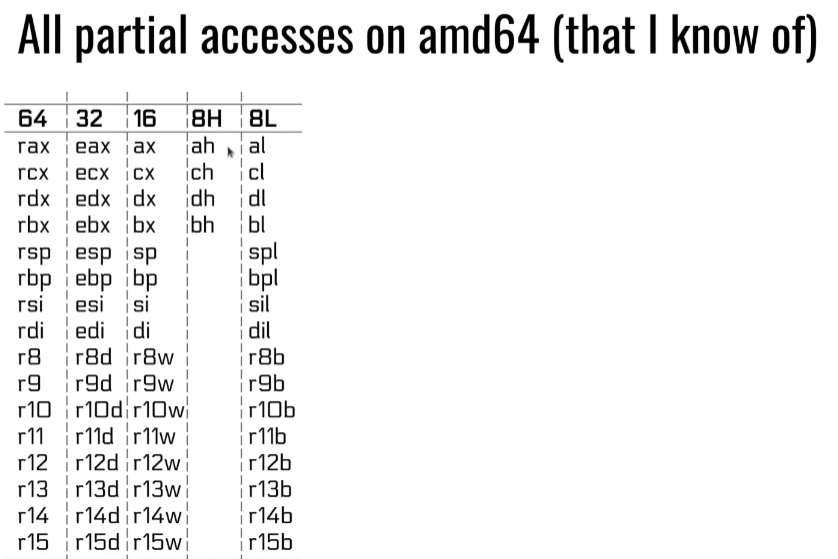 All partial accesses on amd64 (that I know of)
64 32 16 8H 8L
rax eax ax ah al
rcx ecx cx ch cl
rdx edx dx dh dl
rbx ebx bx bh bl
rsp esp sp spl
rbp ebp bp bpl
rsi esi si sil
rdi edi di dil
r8 r8d r8w r8b
r9 r9d r9w r9b
r10 r10d r10w r10b
r11 r11d r11w r11b
r12 r12d r12w r12b
r13 r13d r13w r13b
r14 r14d r14w r14b
r15 r15d r15w r15b